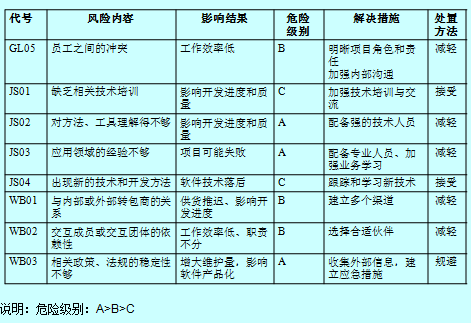 代号 风险内容 影响结果 危险级别 解决措施 处置方法
GL05 员工之间的冲突 工作效率低 B 明晰项目角色和责任 加强内部沟通 减轻
JS01 缺乏相关技术培训 影响开发进度和质量 C 加强技术培训与交流 接受
JS02 对方法、工具理解得不够 影响开发进度和质量 A 配备强的技术人员 减轻
JS03 应用领域的经验不够 项目可能失败 A 配备专业人员、加强业务学习 减轻
JS04 出现新的技术和开发方法 软件技术落后 C 跟踪和学习新技术 接受
WB01 与内部或外部转包商的关系 供货推迟、影响开发进度 B 建立多个渠道 减轻
WB02 交互成员或交互团体的依赖性 工作效率低、职责不分 B 选择合适伙伴 减轻
WB03 相关政策、法规的稳定性不够 增大维护量，影响软件产品化 A 收集外部信息，建立应急措施 规避
说明：危险级别：A>B>C